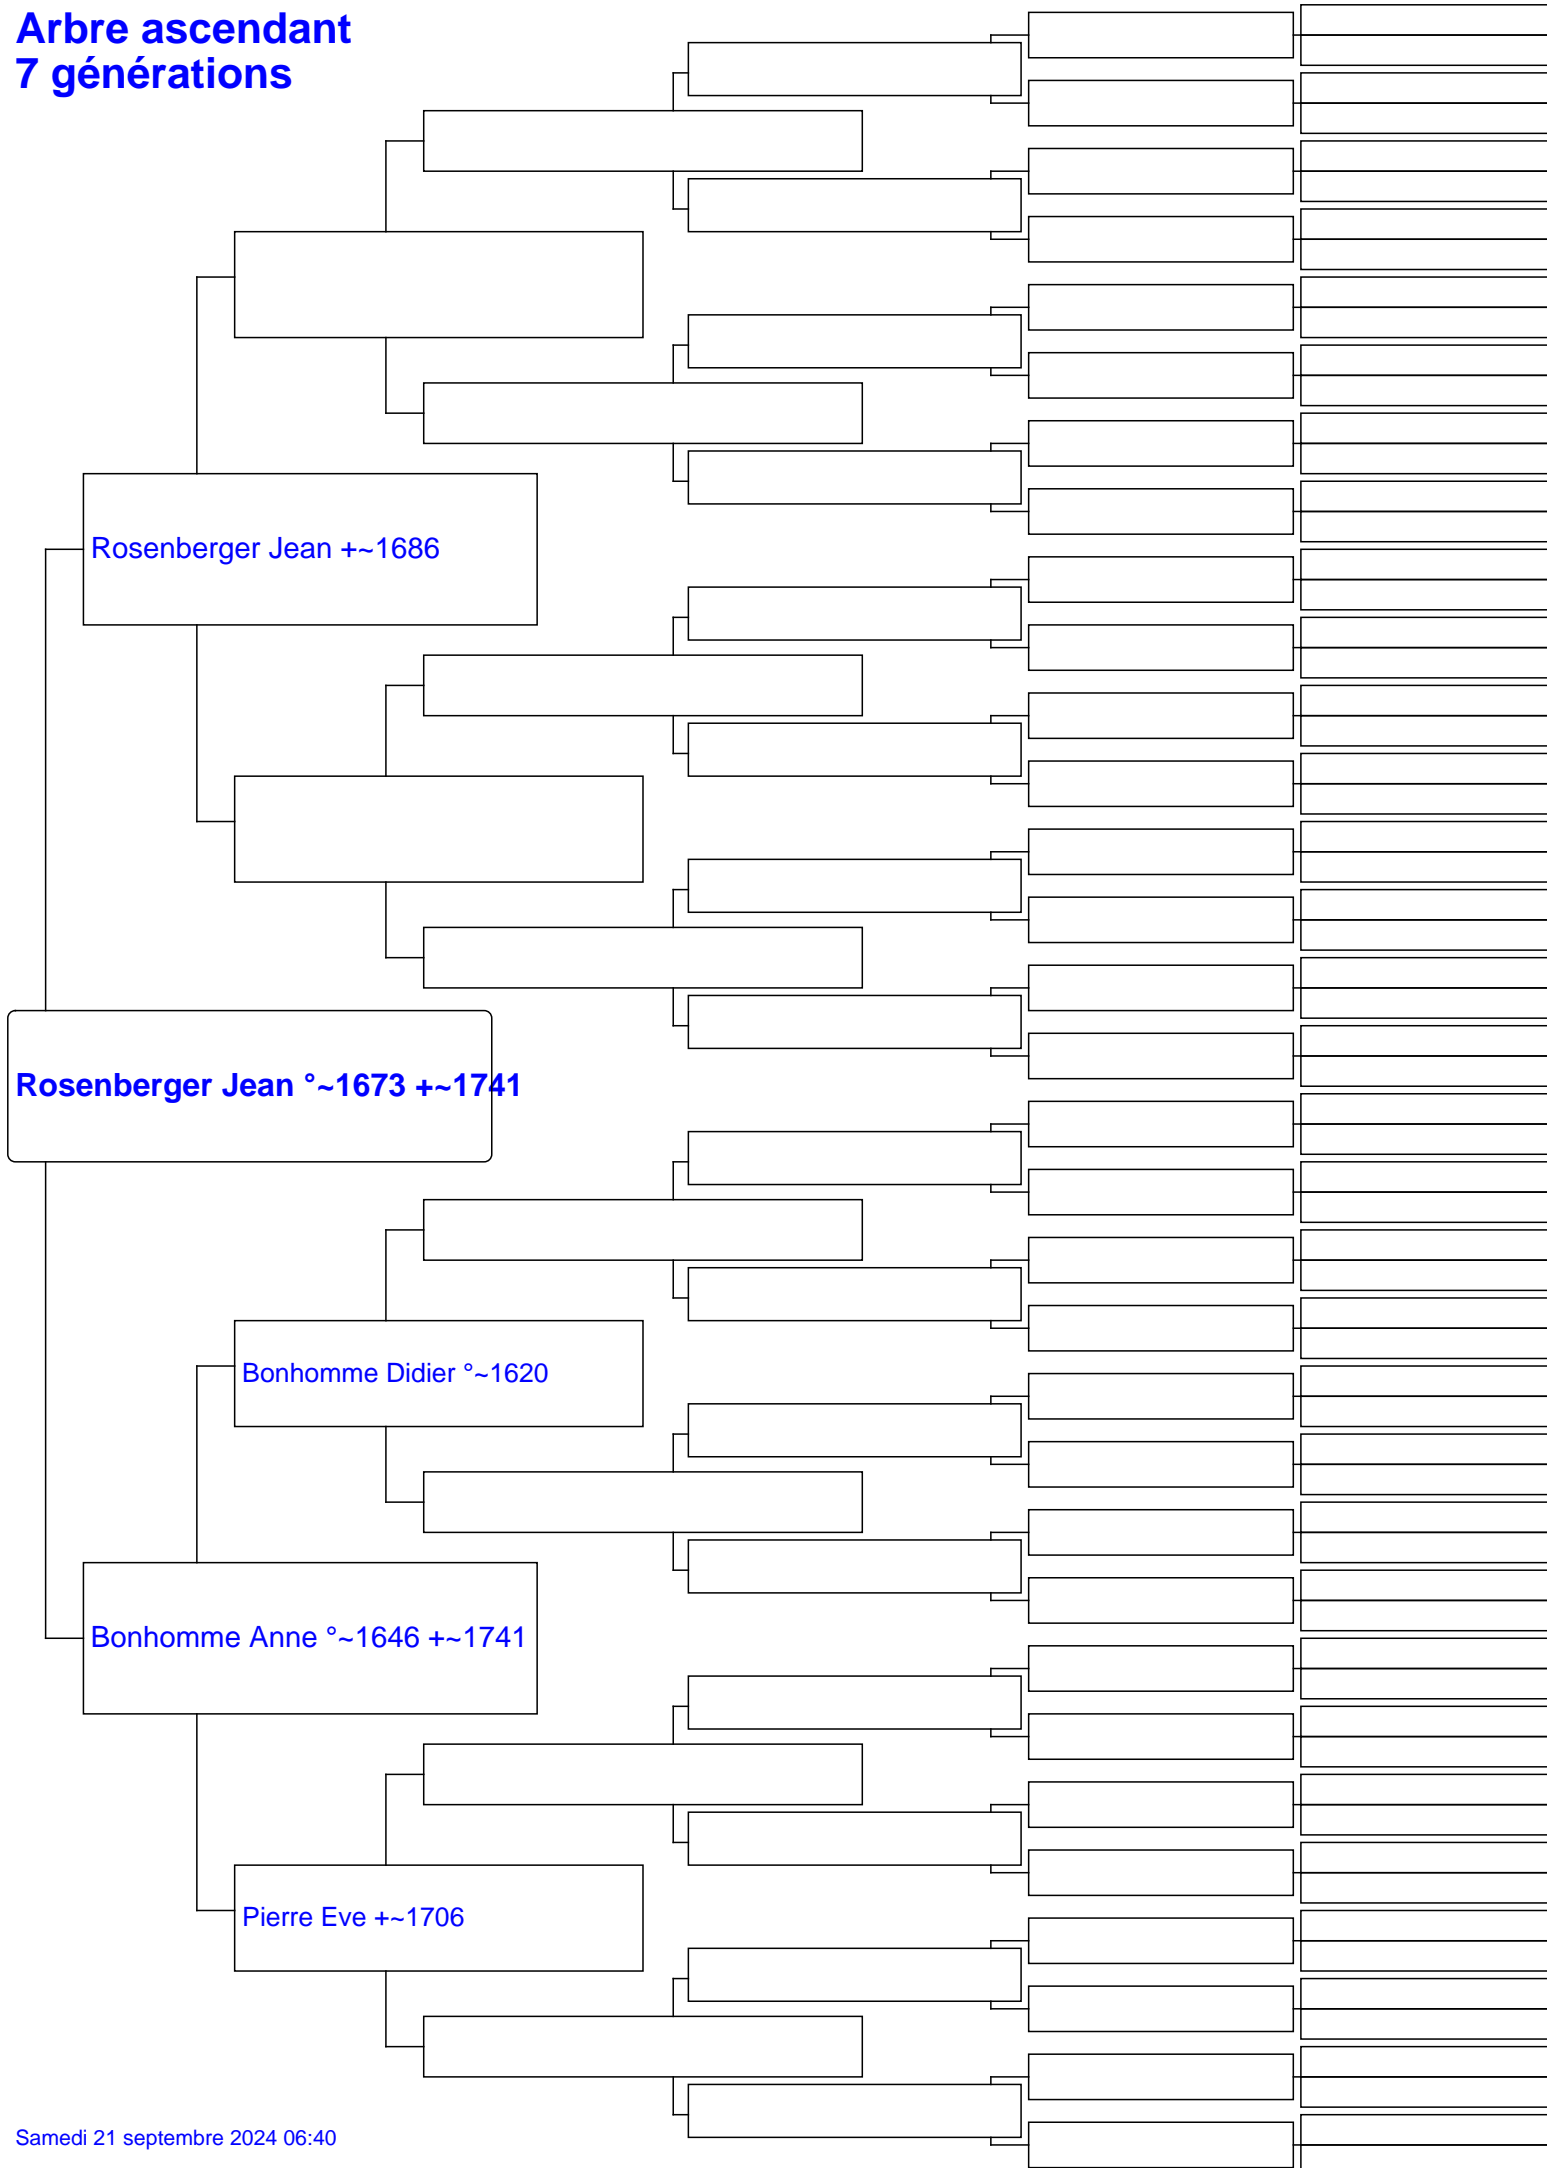 Arbre ascendant
7 générations
Rosenberger Jean +~1686
Rosenberger Jean °~1673 +~1741
Bonhomme Didier °~1620
Bonhomme Anne °~1646 +~1741
Pierre Eve +~1706
Samedi 21 septembre 2024 06:40